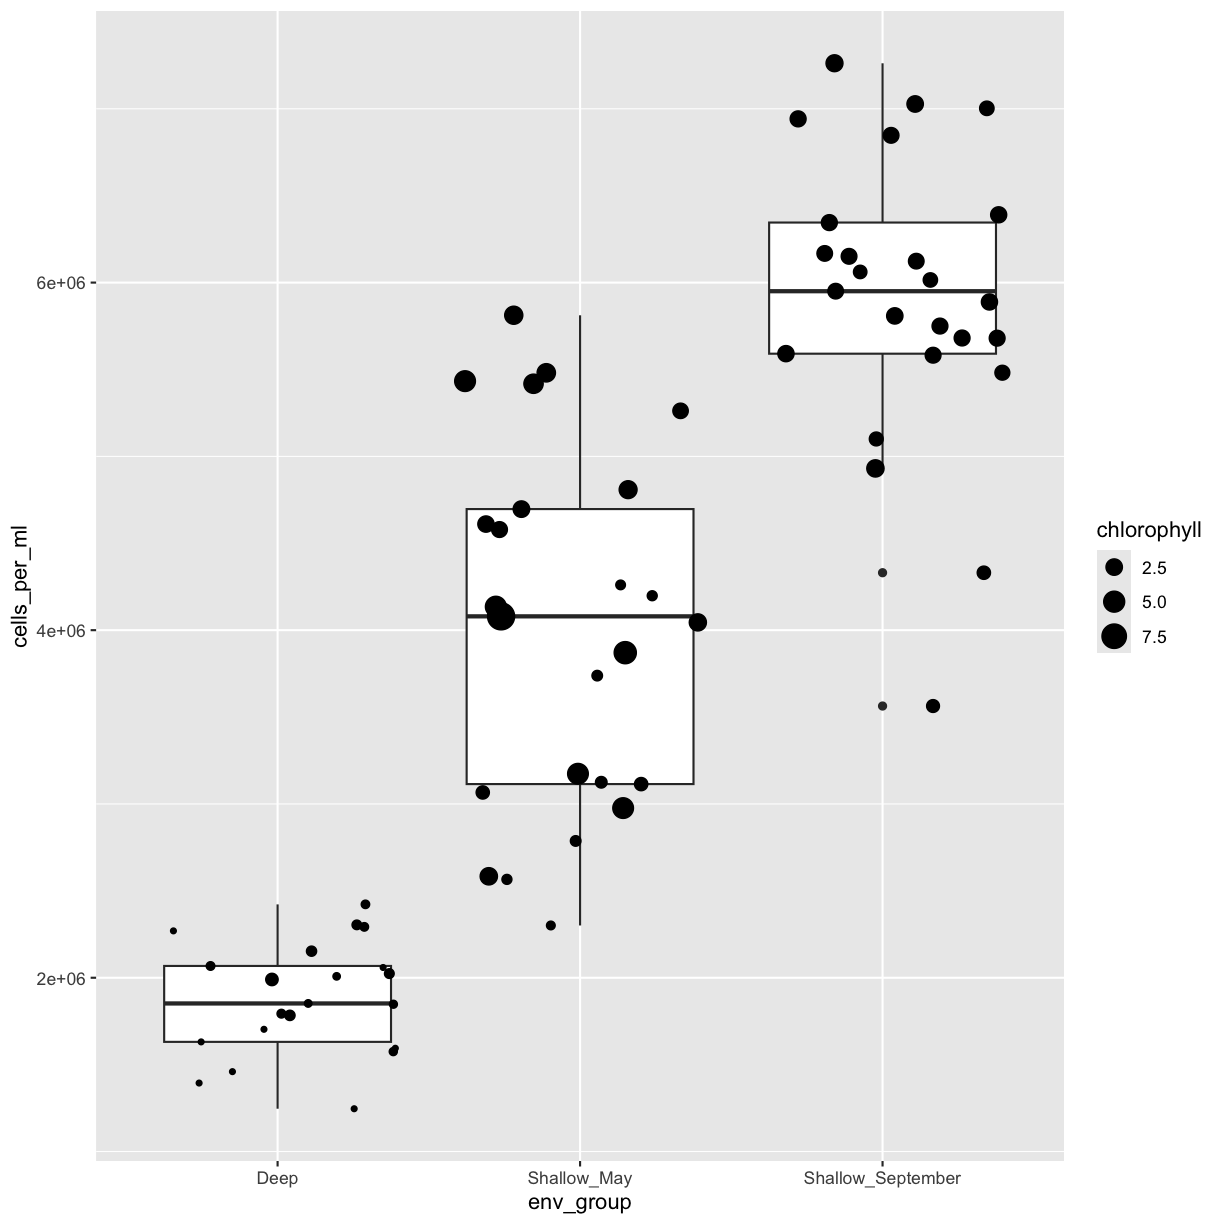 6e+06
4e+06
2e+06
cells_per_ml
Deep
Shallow_May
Shallow_September
env_group
chlorophyll
2.5
5.0
7.5